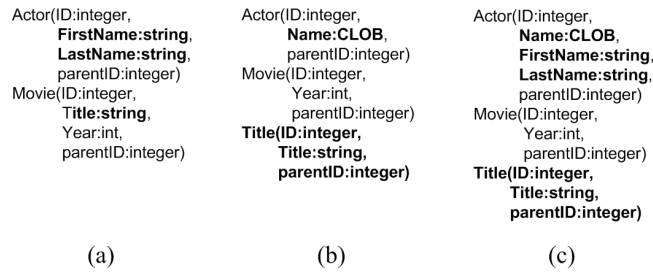 Actor(ID:integer,
FirstName:string,
LastName:string,
parentID:integer)
Movie(ID:integer,
Title:string,
Year:int,
parentID:integer)
(a)
Actor(ID:integer,
Name:CLOB,
parentID:integer)
Movie(ID:integer,
Year:int,
parentID:integer)
Title(ID:integer,
Title:string,
parentID:integer)
(b)
Actor(ID:integer,
Name:CLOB,
FirstName:string,
LastName:string,
parentID:integer)
Movie(ID:integer,
Year:int,
parentID:integer)
Title(ID:integer,
Title:string,
parentID:integer)
(c)